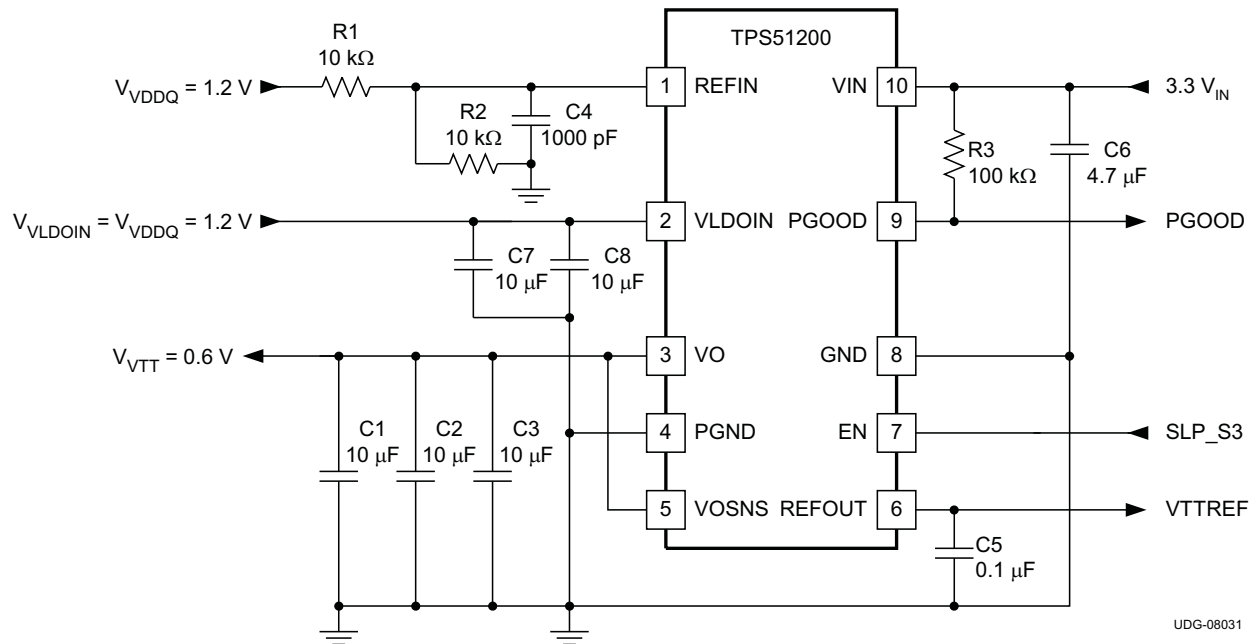 TPS51200
R1
10 kΩ
V_VDDQ = 1.2 V
1
REFIN
VIN
10
3.3 V_IN
R2
10 kΩ
C4
1000 pF
R3
100 kΩ
C6
4.7 µF
V_VLDOIN = V_VDDQ = 1.2 V
2
VLDOIN
PGOOD
9
PGOOD
C7
10 µF
C8
10 µF
V_VTT = 0.6 V
3
VO
GND
8
C1
10 µF
C2
10 µF
C3
10 µF
4
PGND
EN
7
SLP_S3
5
VOSNS
REFOUT
6
VTTREF
C5
0.1 µF
UDG-08031